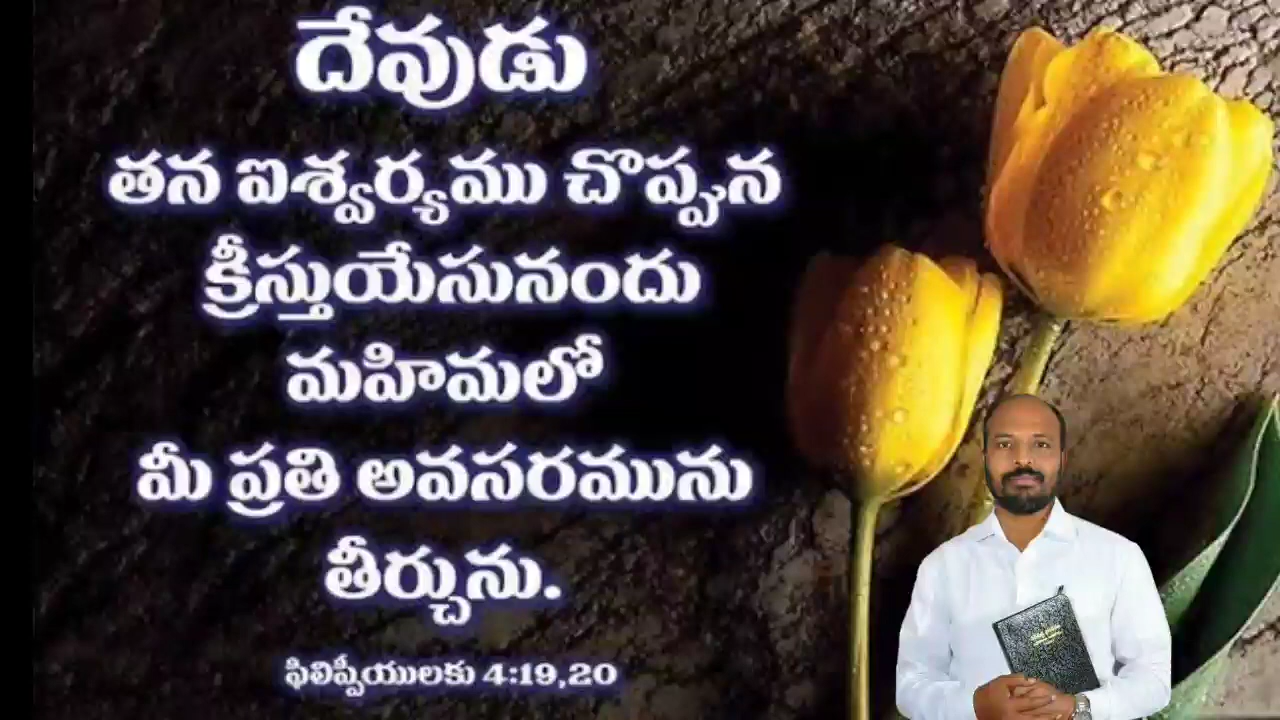 దేవుడు
తన ఐశ్వర్యము చొప్పున
క్రీస్తుయేసునందు
మహిమలో
మీ ప్రతి అవసరమును
తీర్చును.
ఫిలిప్పీయులకు 4:19,20